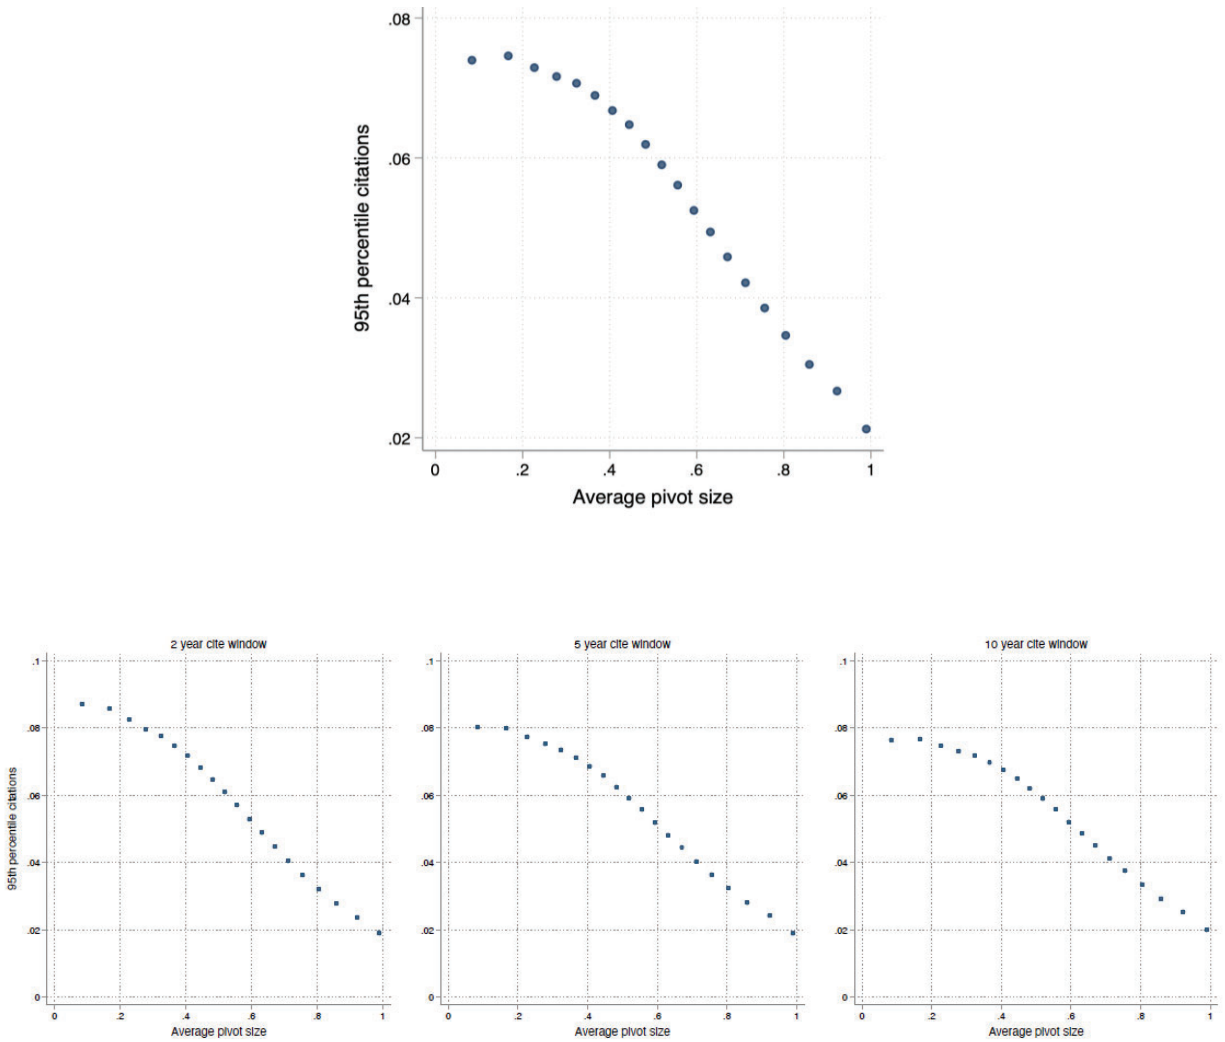 95th percentile citations
.08
.06
.04
.02
0 .2 .4 .6 .8 1
Average pivot size
2 year cite window
5 year cite window
10 year cite window
95th percentile citations
.1
.08
.06
.04
.02
0
0 .2 .4 .6 .8 1
Average pivot size
.1
.08
.06
.04
.02
0
0 .2 .4 .6 .8 1
Average pivot size
.1
.08
.06
.04
.02
0
0 .2 .4 .6 .8 1
Average pivot size